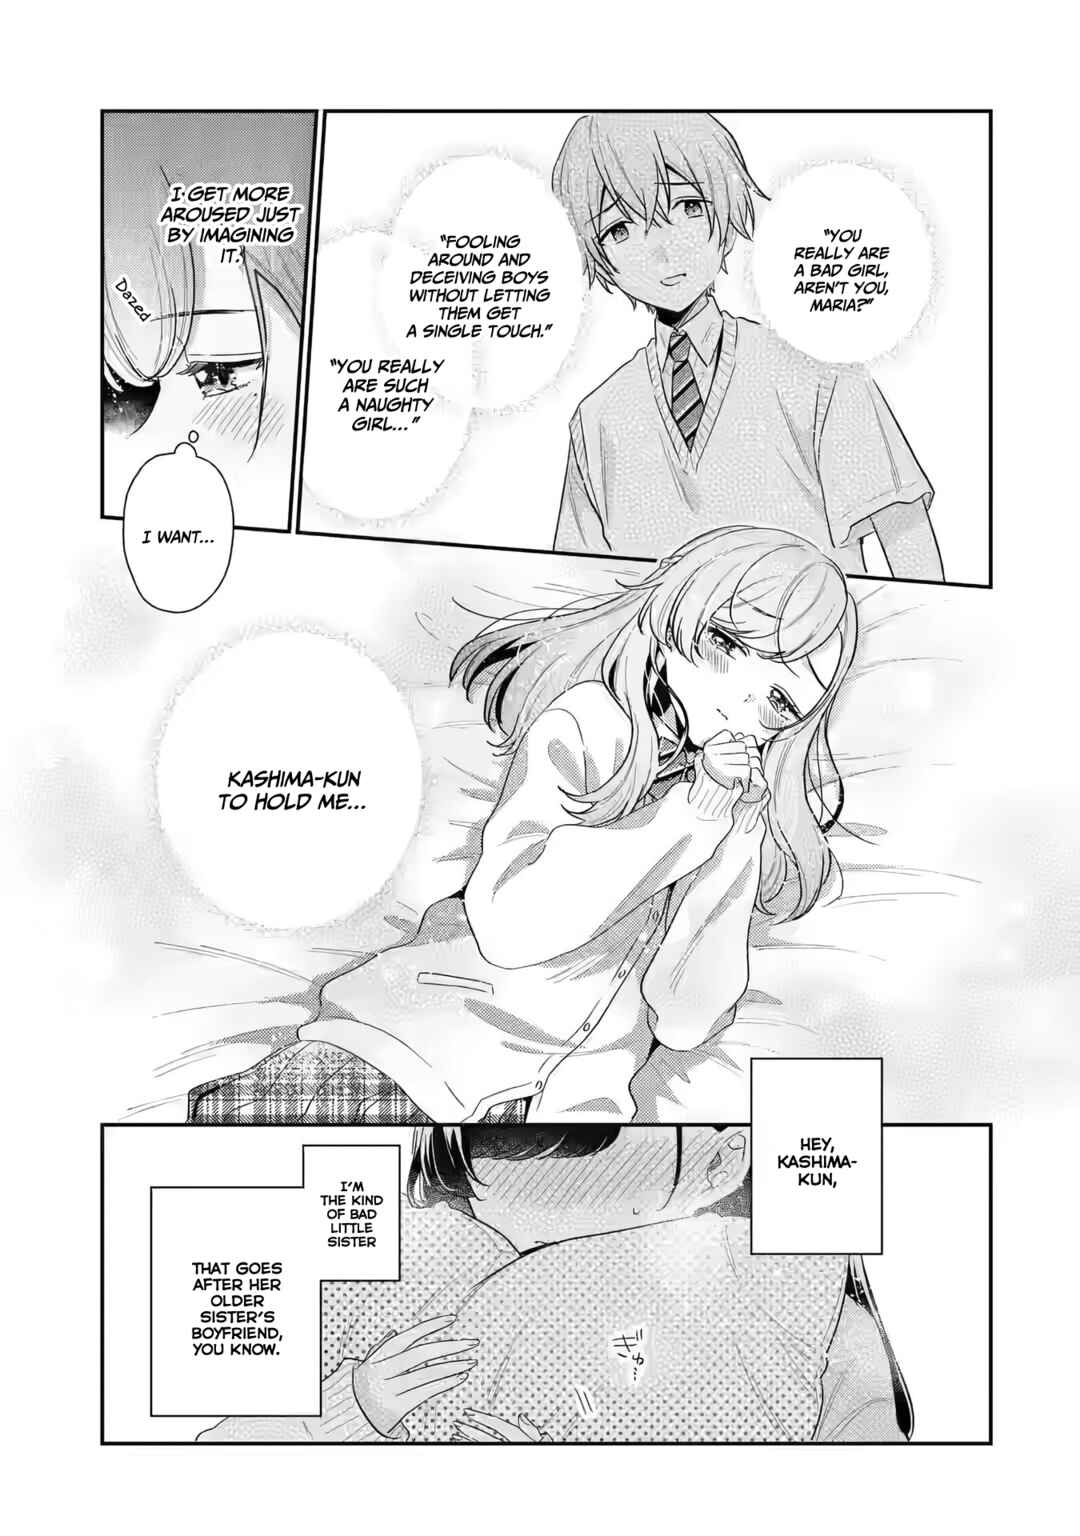 "YOU
REALLY ARE
A BAD GIRL,
AREN'T YOU,
MARIA?"
"FOOLING
AROUND AND
DECEIVING BOYS
WITHOUT LETTING
THEM GET
A SINGLE TOUCH."
"YOU REALLY
ARE SUCH
A NAUGHTY
GIRL..."
I GET MORE
AROUSED JUST
BY IMAGINING
IT.
Dazed
I WANT...
KASHIMA-KUN
TO HOLD ME...
HEY,
KASHIMA-
KUN,
I'M
THE KIND
OF BAD
LITTLE
SISTER
THAT GOES
AFTER HER
OLDER
SISTER'S
BOYFRIEND,
YOU KNOW.
ぎゅ…